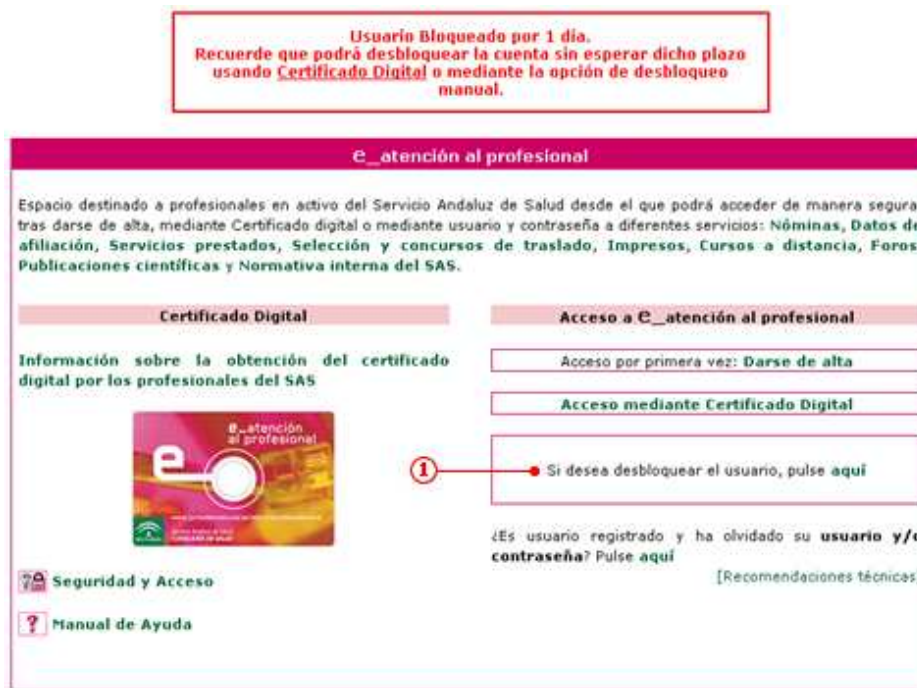 Usuario Bloqueado por 1 día.
Recuerde que podrá desbloquear la cuenta sin esperar dicho plazo
usando Certificado Digital o mediante la opción de desbloqueo
manual.
e_atención al profesional
Espacio destinado a profesionales en activo del Servicio Andaluz de Salud desde el que podrá acceder de manera segura,
tras darse de alta, mediante Certificado digital o mediante usuario y contraseña a diferentes servicios: Nóminas, Datos de
afiliación, Servicios prestados, Selección y concursos de traslado, Impresos, Cursos a distancia, Foros,
Publicaciones científicas y Normativa interna del SAS.
Certificado Digital
Información sobre la obtención del certificado
digital por los profesionales del SAS
e_atención
al profesional
e
Seguridad y Acceso
Manual de Ayuda
Acceso a e_atención al profesional
Acceso por primera vez: Darse de alta
Acceso mediante Certificado Digital
1
Si desea desbloquear el usuario, pulse aquí
¿Es usuario registrado y ha olvidado su usuario y/o
contraseña? Pulse aquí
[Recomendaciones técnicas]